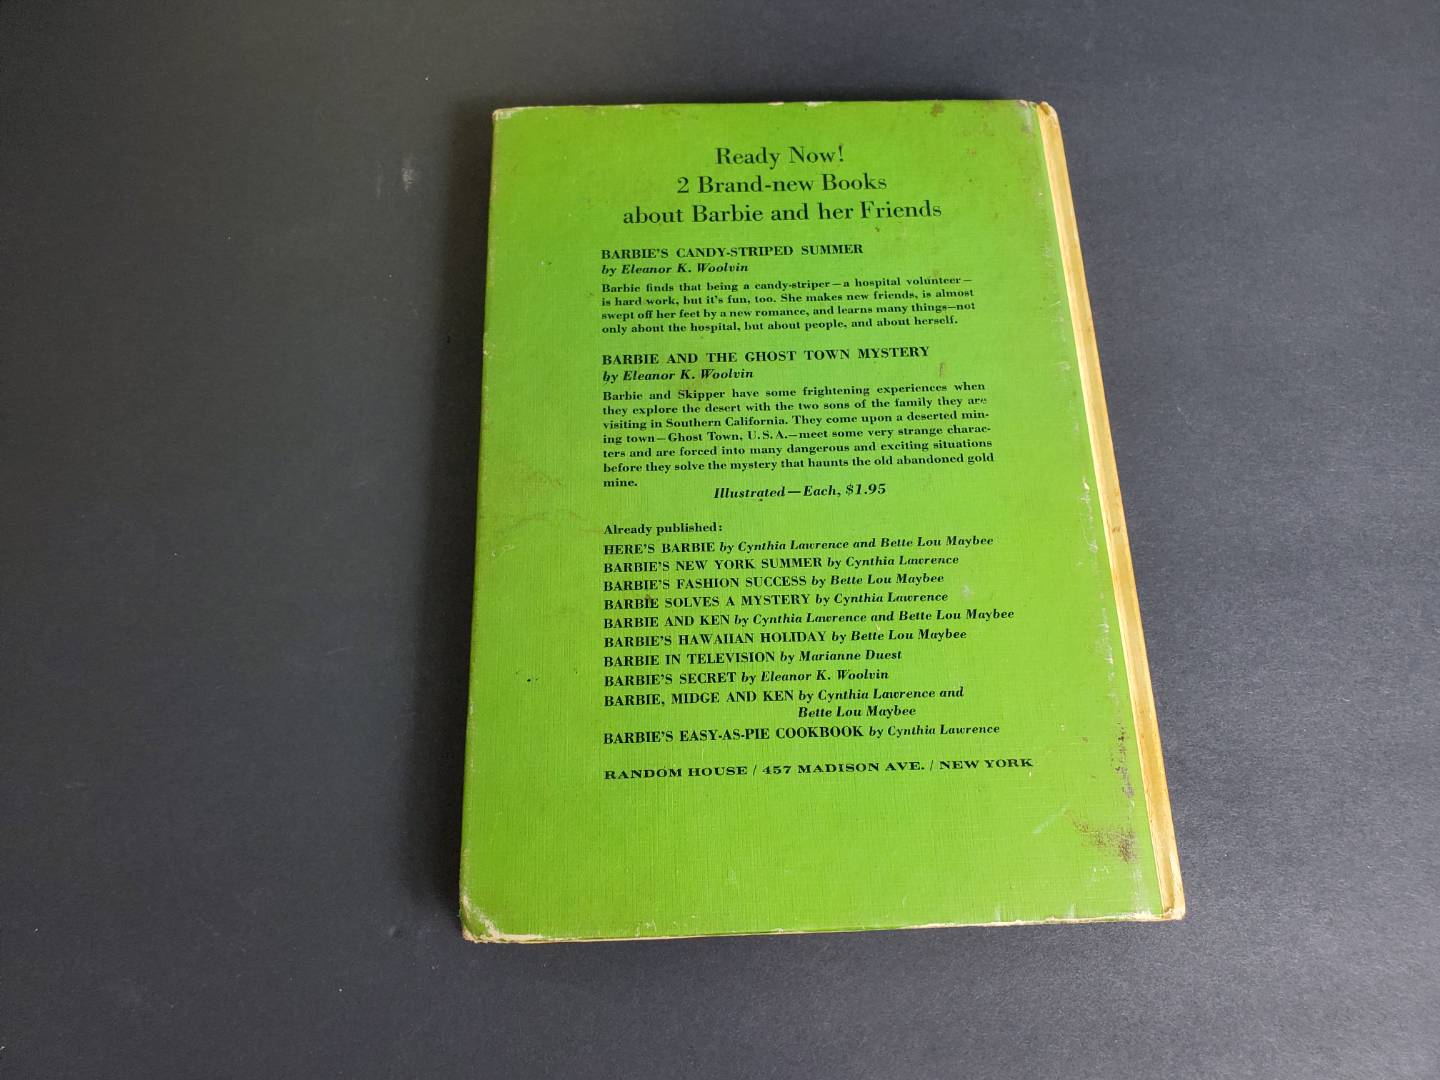 Ready Now!
2 Brand-new Books
about Barbie and her Friends
BARBIE'S CANDY-STRIPED SUMMER
by Eleanor K. Woolvin
Barbie finds that being a candy-striper—a hospital volunteer—
is hard work, but it's fun, too. She makes new friends, is almost
swept off her feet by a new romance, and learns many things—not
only about the hospital, but about people, and about herself.
BARBIE AND THE GHOST TOWN MYSTERY
by Eleanor K. Woolvin
Barbie and Skipper have some frightening experiences when
they explore the desert with the two sons of the family they are
visiting in Southern California. They come upon a deserted min-
ing town—Ghost Town, U.S.A.—meet some very strange charac-
ters and are forced into many dangerous and exciting situations
before they solve the mystery that haunts the old abandoned gold
mine.
Illustrated—Each, $1.95
Already published:
HERE'S BARBIE by Cynthia Lawrence and Bette Lou Maybee
BARBIE'S NEW YORK SUMMER by Cynthia Lawrence
BARBIE'S FASHION SUCCESS by Bette Lou Maybee
BARBIE SOLVES A MYSTERY by Cynthia Lawrence
BARBIE AND KEN by Cynthia Lawrence and Bette Lou Maybee
BARBIE'S HAWAIIAN HOLIDAY by Bette Lou Maybee
BARBIE IN TELEVISION by Marianne Duest
BARBIE'S SECRET by Eleanor K. Woolvin
BARBIE, MIDGE AND KEN by Cynthia Lawrence and
Bette Lou Maybee
BARBIE'S EASY-AS-PIE COOKBOOK by Cynthia Lawrence
RANDOM HOUSE / 457 MADISON AVE. / NEW YORK